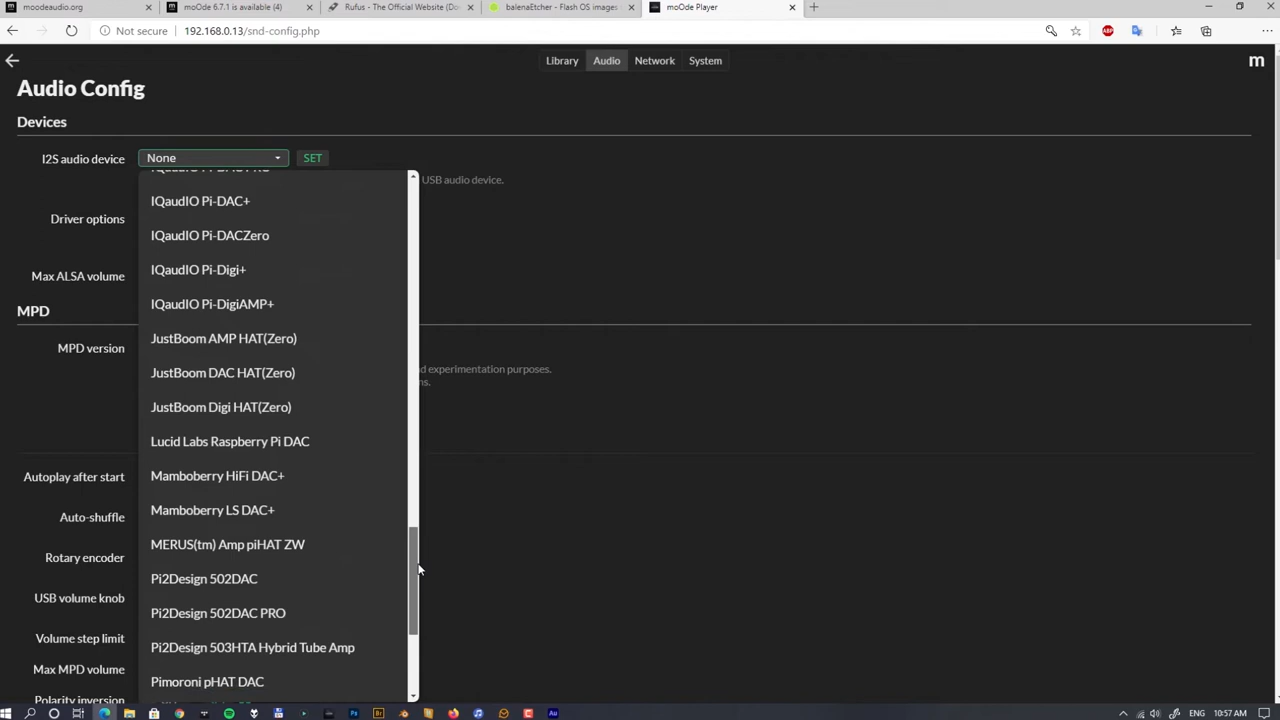 moodeaudio.org
moOde 6.7.1 is available (4)
Rufus - The Official Website (Do
balenaEtcher - Flash OS images
moOde Player
Not secure
192.168.0.13/snd-config.php
ABP
Library
Audio
Network
System
m
Audio Config
Devices
I2S audio device
None
SET
USB audio device.
IQaudIO Pi-DAC+
IQaudIO Pi-DACZero
Driver options
IQaudIO Pi-Digi+
Max ALSA volume
IQaudIO Pi-DigiAMP+
MPD
JustBoom AMP HAT(Zero)
MPD version
JustBoom DAC HAT(Zero)
d experimentation purposes.
ns.
JustBoom Digi HAT(Zero)
Lucid Labs Raspberry Pi DAC
Autoplay after start
Mamboberry HiFi DAC+
Auto-shuffle
Mamboberry LS DAC+
Rotary encoder
MERUS(tm) Amp piHAT ZW
Pi2Design 502DAC
USB volume knob
Pi2Design 502DAC PRO
Volume step limit
Pi2Design 503HTA Hybrid Tube Amp
Max MPD volume
Pimoroni pHAT DAC
Polarity inversion
ENG
10:57 AM